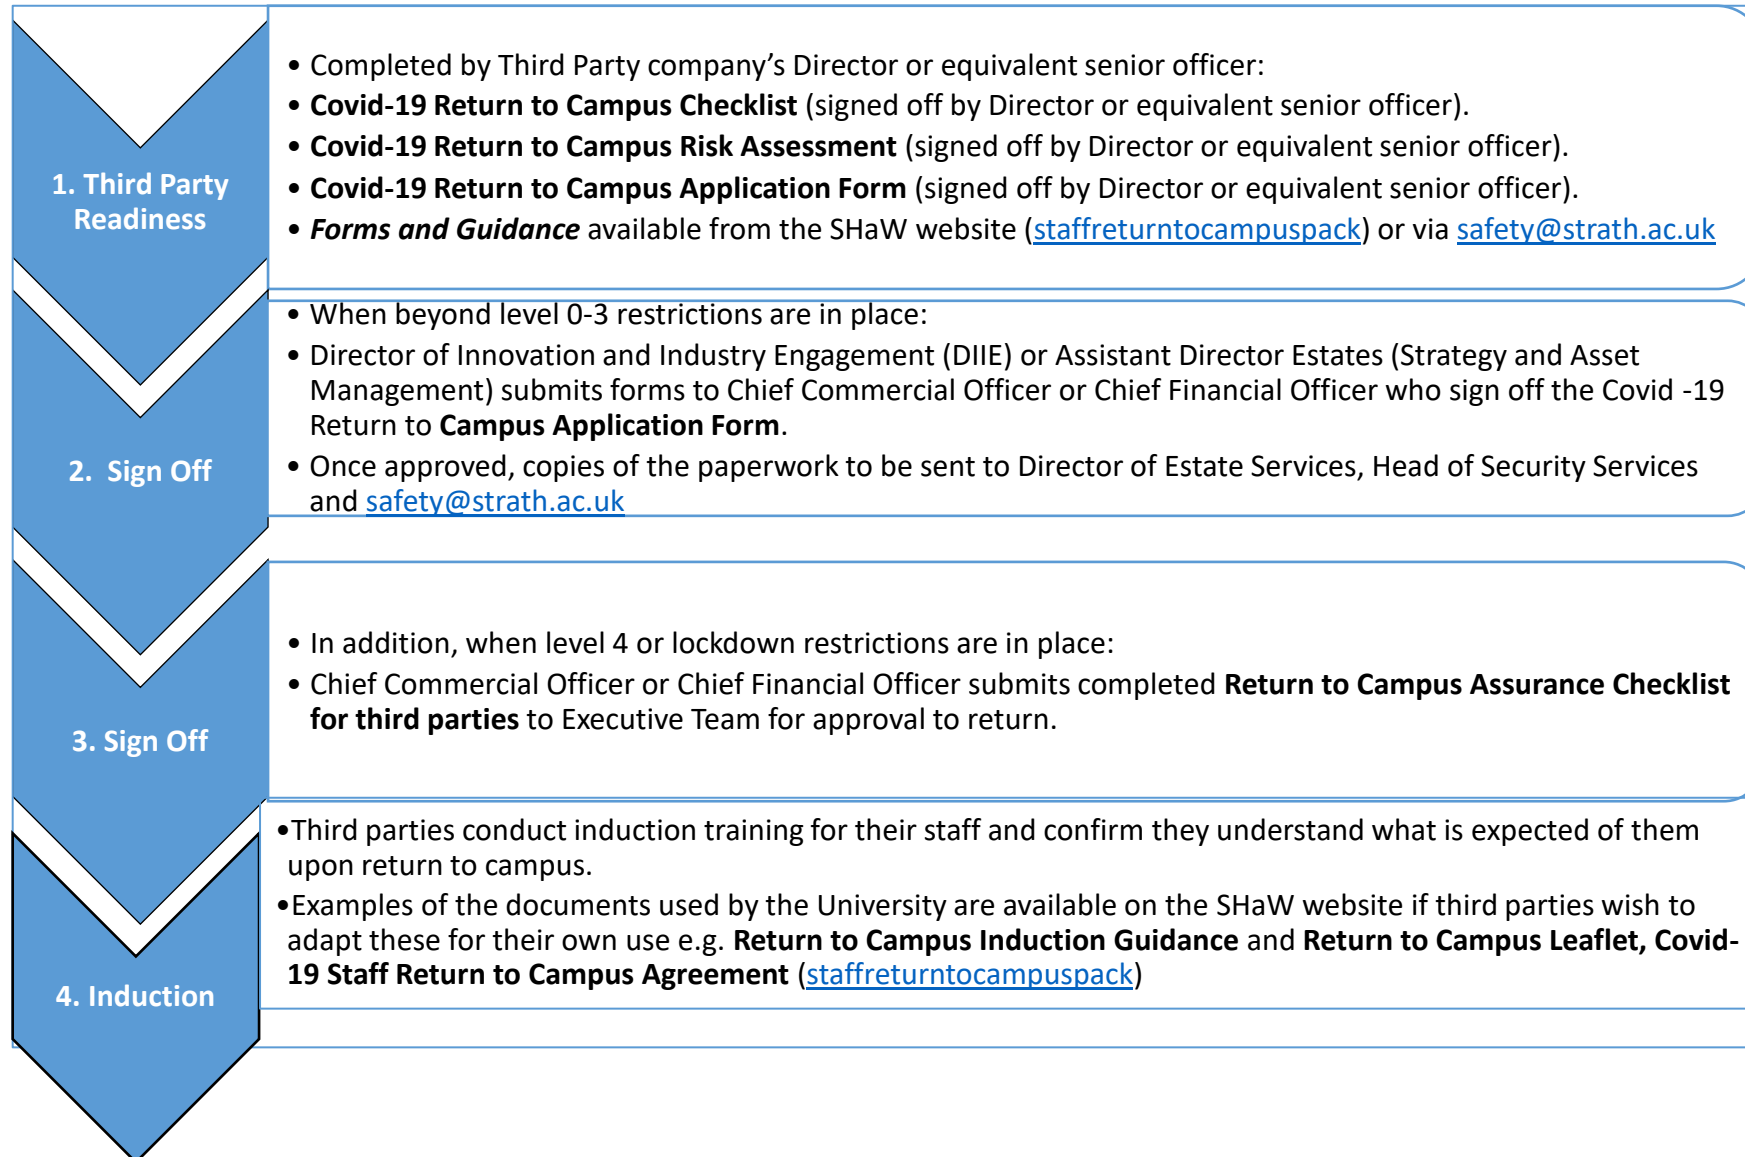 1. Third Party
Readiness
• Completed by Third Party company’s Director or equivalent senior officer:
• Covid-19 Return to Campus Checklist (signed off by Director or equivalent senior officer).
• Covid-19 Return to Campus Risk Assessment (signed off by Director or equivalent senior officer).
• Covid-19 Return to Campus Application Form (signed off by Director or equivalent senior officer).
• Forms and Guidance available from the SHaW website (staffreturntocampuspack) or via safety@strath.ac.uk
2. Sign Off
• When beyond level 0-3 restrictions are in place:
• Director of Innovation and Industry Engagement (DIIE) or Assistant Director Estates (Strategy and Asset
Management) submits forms to Chief Commercial Officer or Chief Financial Officer who sign off the Covid -19
Return to Campus Application Form.
• Once approved, copies of the paperwork to be sent to Director of Estate Services, Head of Security Services
and safety@strath.ac.uk
3. Sign Off
• In addition, when level 4 or lockdown restrictions are in place:
• Chief Commercial Officer or Chief Financial Officer submits completed Return to Campus Assurance Checklist
for third parties to Executive Team for approval to return.
4. Induction
•Third parties conduct induction training for their staff and confirm they understand what is expected of them
upon return to campus.
•Examples of the documents used by the University are available on the SHaW website if third parties wish to
adapt these for their own use e.g. Return to Campus Induction Guidance and Return to Campus Leaflet, Covid-
19 Staff Return to Campus Agreement (staffreturntocampuspack)